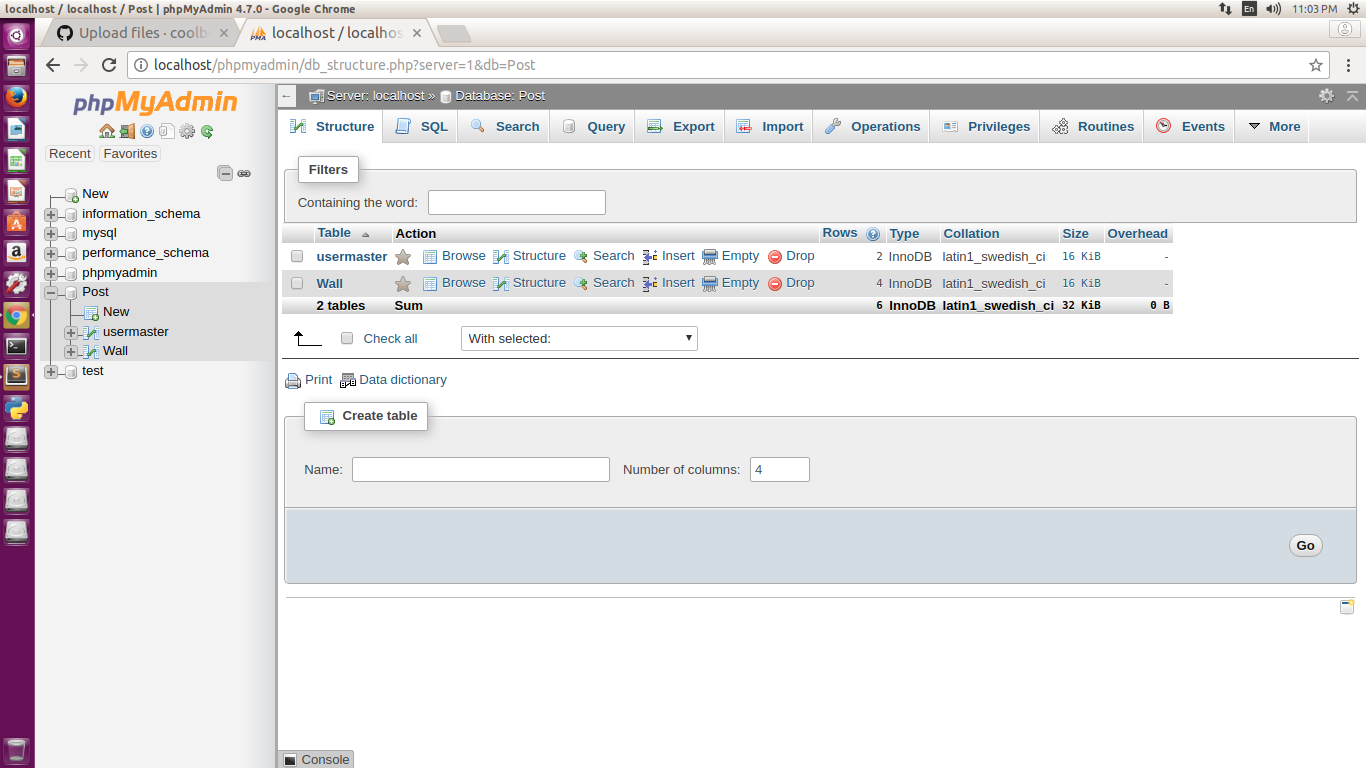 localhost / localhost / Post | phpMyAdmin 4.7.0 - Google Chrome
En
11:03 PM
Upload files · coolb
localhost / localhos
localhost/phpmyadmin/db_structure.php?server=1&db=Post
phpMyAdmin
Recent Favorites
New
information_schema
mysql
performance_schema
phpmyadmin
Post
New
usermaster
Wall
test
Server: localhost » Database: Post
Structure SQL Search Query Export Import Operations Privileges Routines Events More
Filters
Containing the word:
Table Action Rows Type Collation Size Overhead
usermaster Browse Structure Search Insert Empty Drop 2 InnoDB latin1_swedish_ci 16 KiB -
Wall Browse Structure Search Insert Empty Drop 4 InnoDB latin1_swedish_ci 16 KiB -
2 tables Sum 6 InnoDB latin1_swedish_ci 32 KiB 0 B
Check all With selected:
Print Data dictionary
Create table
Name: Number of columns: 4
Go
Console